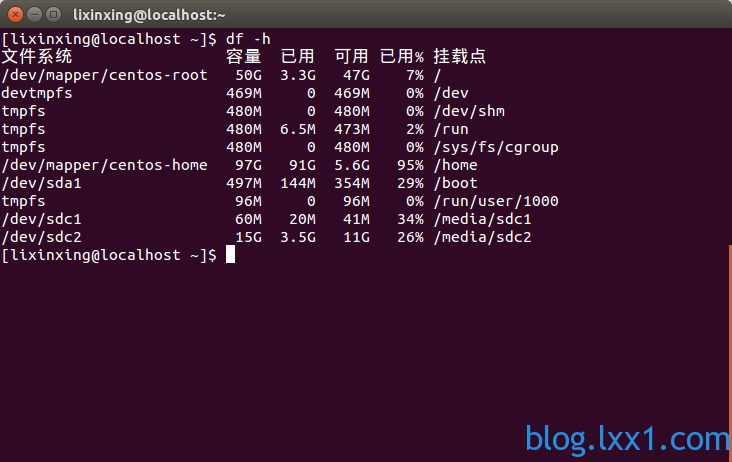 lixinxing@localhost:~
[lixinxing@localhost ~]$ df -h
文件系统 容量 已用 可用 已用% 挂载点
/dev/mapper/centos-root 50G 3.3G 47G 7% /
devtmpfs 469M 0 469M 0% /dev
tmpfs 480M 0 480M 0% /dev/shm
tmpfs 480M 6.5M 473M 2% /run
tmpfs 480M 0 480M 0% /sys/fs/cgroup
/dev/mapper/centos-home 97G 91G 5.6G 95% /home
/dev/sda1 497M 144M 354M 29% /boot
tmpfs 96M 0 96M 0% /run/user/1000
/dev/sdc1 60M 20M 41M 34% /media/sdc1
/dev/sdc2 15G 3.5G 11G 26% /media/sdc2
[lixinxing@localhost ~]$
blog.lxx1.com